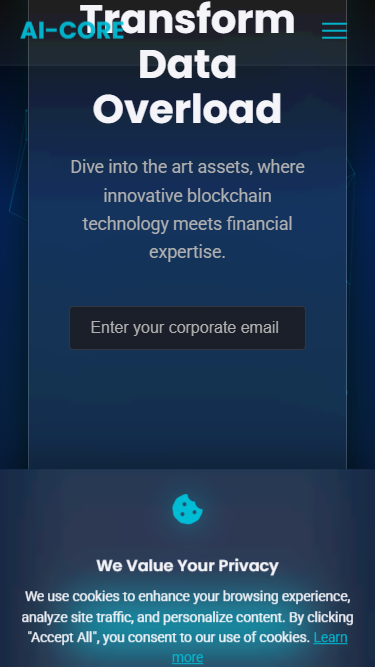 AI-CORE
Transform
Data
Overload
Dive into the art assets, where
innovative blockchain
technology meets financial
expertise.
Enter your corporate email
We Value Your Privacy
We use cookies to enhance your browsing experience,
analyze site traffic, and personalize content. By clicking
"Accept All", you consent to our use of cookies. Learn
more